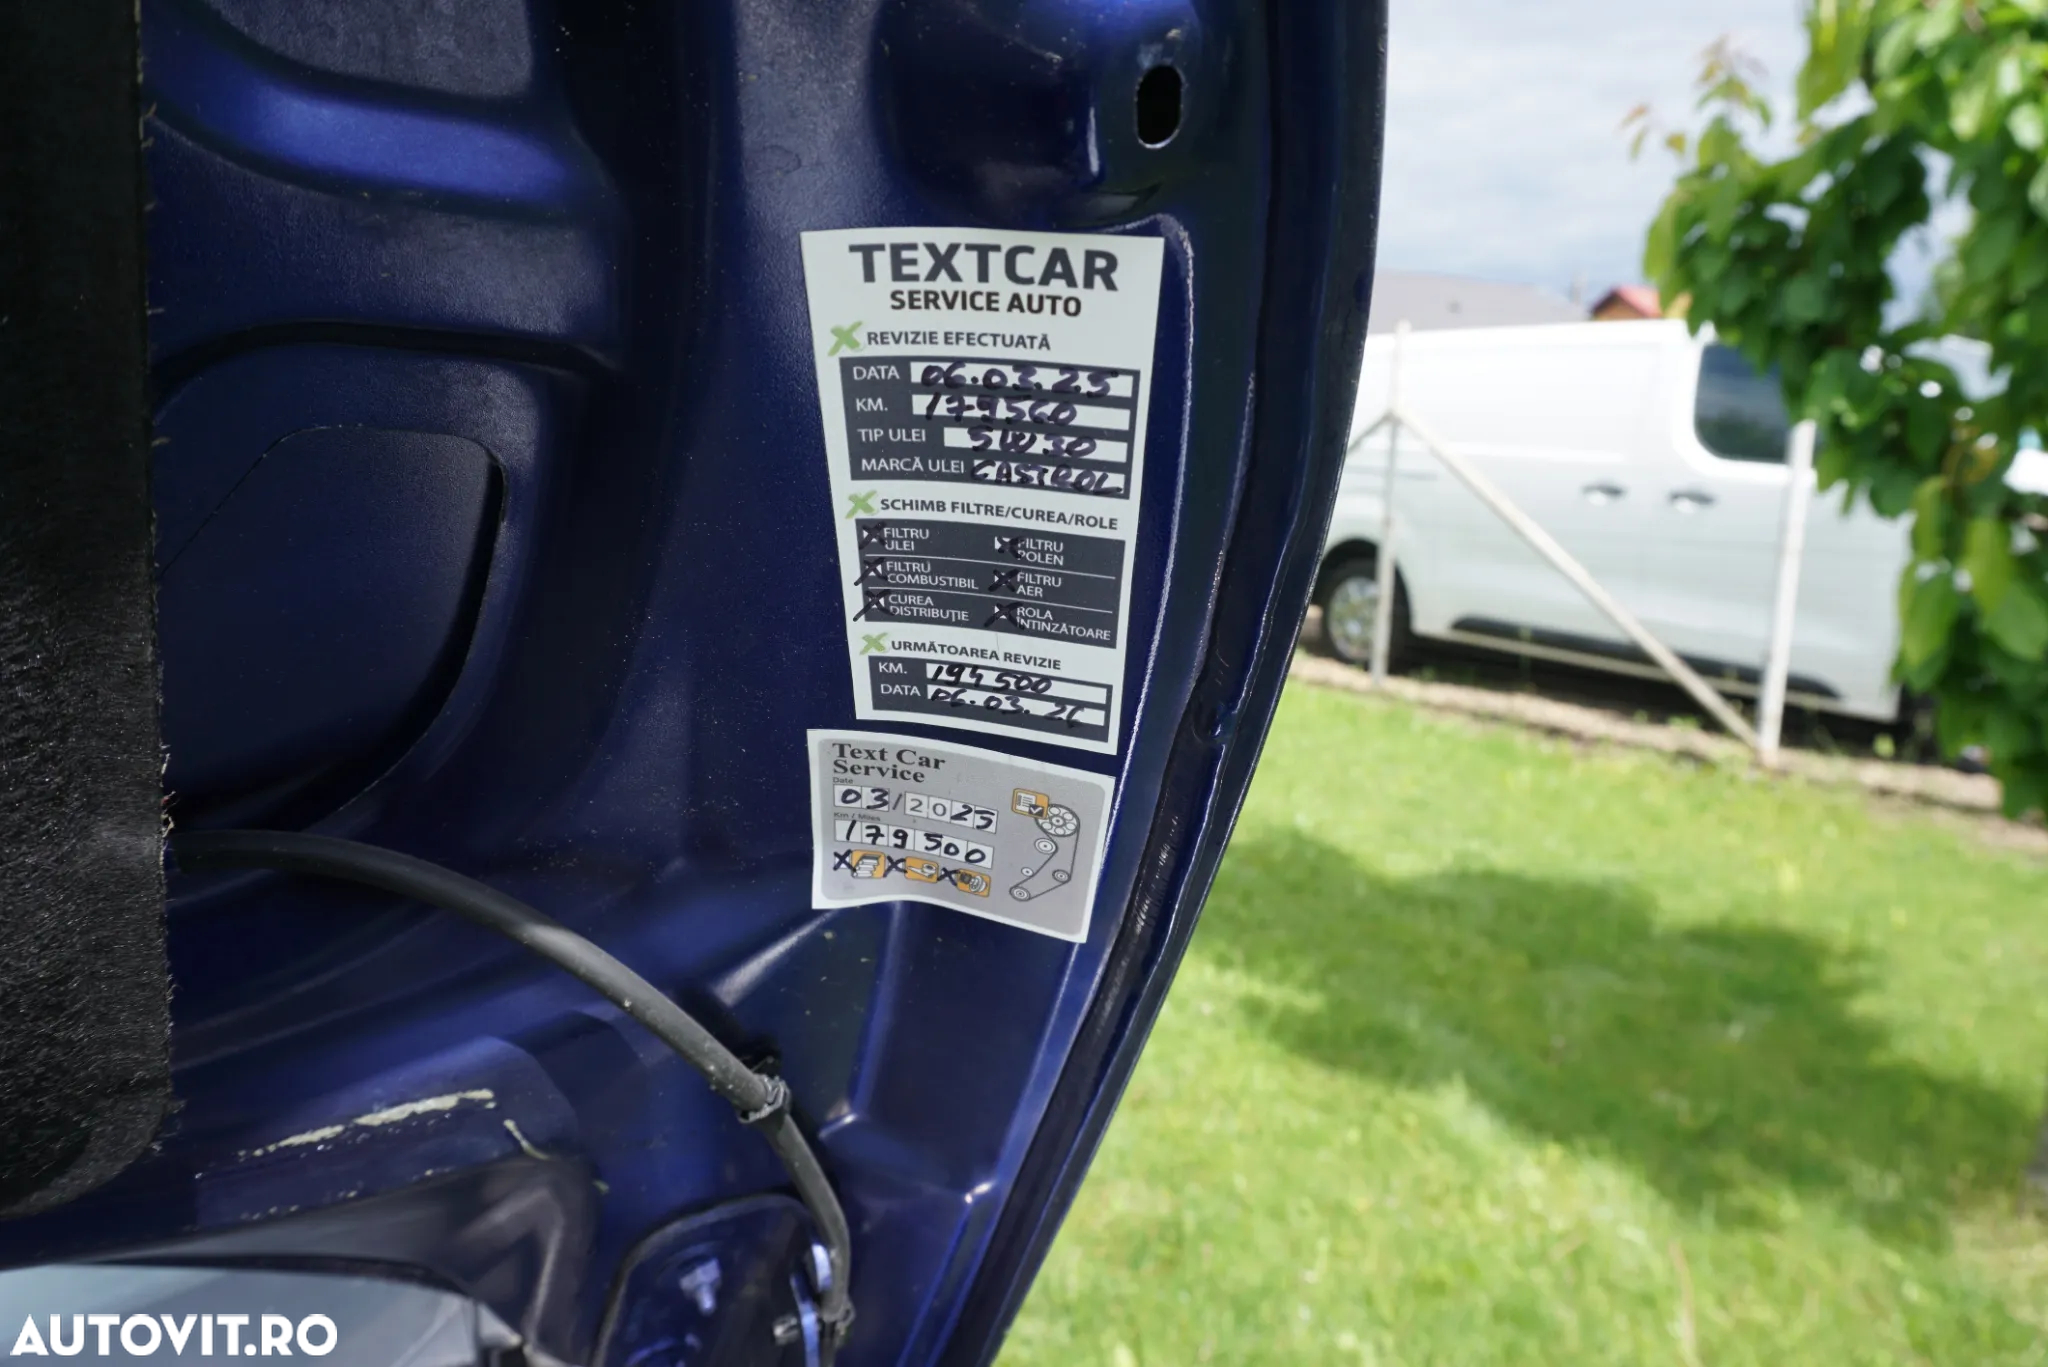 TEXTCAR
SERVICE AUTO
REVIZIE EFECTUATĂ
DATA 06.03.25
KM. 179560
TIP ULEI 5W30
MARCĂ ULEI CASTROL
SCHIMB FILTRE/CUREA/ROLE
FILTRU ULEI
FILTRU POLEN
FILTRU COMBUSTIBIL
FILTRU AER
CUREA DISTRIBUȚIE
ROLA INTINZĂTOARE
URMĂTOAREA REVIZIE
KM. 194500
DATA 06.03.26
Text Car
Service
Date
03/2025
Km / Miles
179500
AUTOVIT.RO